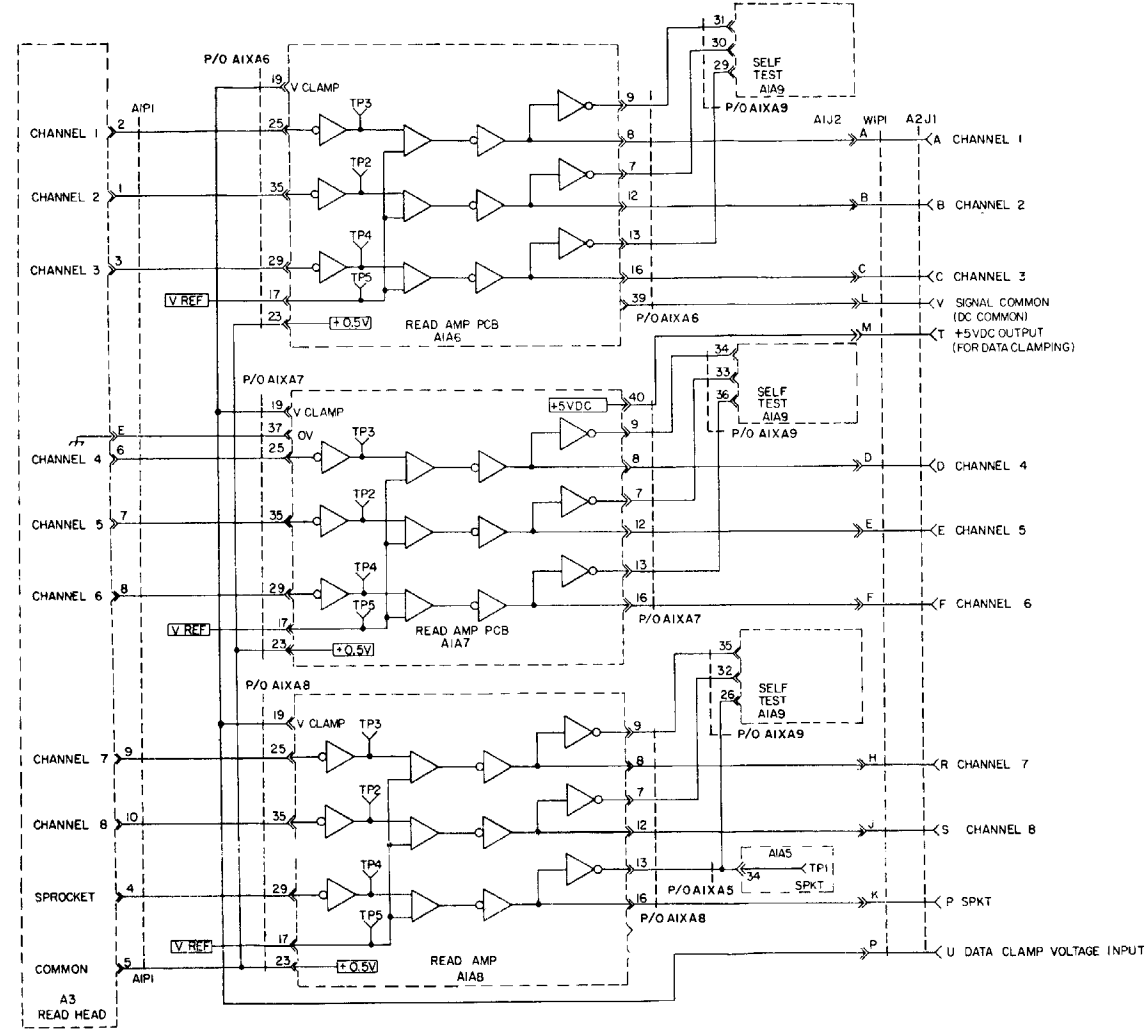 P/O A1XA6
A1P1
CHANNEL 1
2
CHANNEL 2
1
CHANNEL 3
3
19
V CLAMP
25
TP3
35
TP2
29
TP4
TP5
V REF
17
23
+0.5V
READ AMP PCB
A1A6
9
8
7
12
13
16
39
P/O A1XA6
31
30
29
SELF
TEST
A1A9
P/O A1XA9
A1J2
W1P1
A2J1
A
A CHANNEL 1
B
B CHANNEL 2
C
C CHANNEL 3
L
V SIGNAL COMMON
(DC COMMON)
M
T +5VDC OUTPUT
(FOR DATA CLAMPING)
P/O A1XA7
E
CHANNEL 4
6
CHANNEL 5
7
CHANNEL 6
8
19
V CLAMP
37
OV
25
TP3
35
TP2
29
TP4
TP5
V REF
17
23
+0.5V
READ AMP PCB
A1A7
+5VDC
40
9
8
7
12
13
16
P/O A1XA7
34
33
36
SELF
TEST
A1A9
P/O A1XA9
D
D CHANNEL 4
E
E CHANNEL 5
F
F CHANNEL 6
P/O A1XA8
CHANNEL 7
9
CHANNEL 8
10
SPROCKET
4
COMMON
5
A1P1
A3
READ HEAD
19
V CLAMP
25
TP3
35
TP2
29
TP4
TP5
V REF
17
23
+0.5V
READ AMP
A1A8
9
8
7
12
13
16
P/O A1XA8
35
32
26
SELF
TEST
A1A9
P/O A1XA9
P/O A1XA5
A1A5
34
TP1
SPKT
H
R CHANNEL 7
J
S CHANNEL 8
K
P SPKT
P
U DATA CLAMP VOLTAGE INPUT